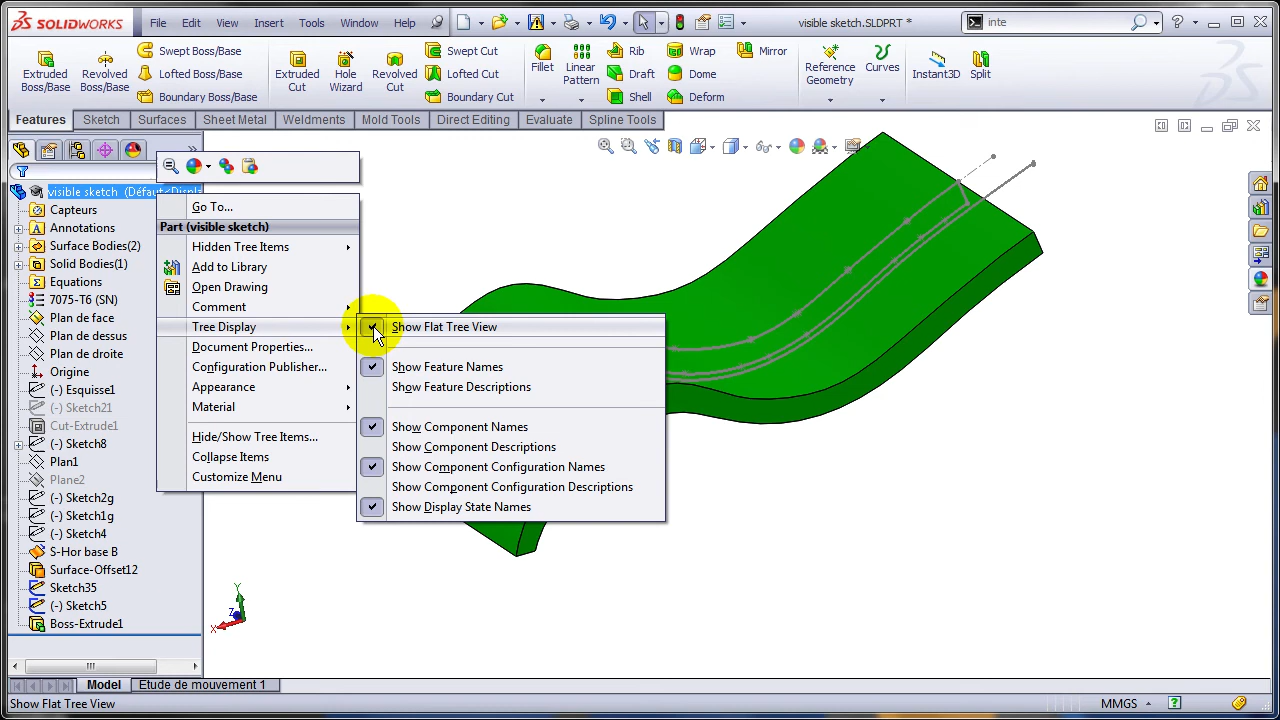 SOLIDWORKS File Edit View Insert Tools Window Help visible sketch.SLDPRT * inte
Extruded Boss/Base
Revolved Boss/Base
Swept Boss/Base
Lofted Boss/Base
Boundary Boss/Base
Extruded Cut
Hole Wizard
Revolved Cut
Swept Cut
Lofted Cut
Boundary Cut
Fillet
Linear Pattern
Rib
Draft
Shell
Wrap
Dome
Deform
Mirror
Reference Geometry
Curves
Instant3D
Split
Features Sketch Surfaces Sheet Metal Weldments Mold Tools Direct Editing Evaluate Spline Tools
visible sketch (Défaut<Displa
Capteurs
Annotations
Surface Bodies(2)
Solid Bodies(1)
Equations
7075-T6 (SN)
Plan de face
Plan de dessus
Plan de droite
Origine
(-) Esquisse1
(-) Sketch21
Cut-Extrude1
(-) Sketch8
Plan1
Plane2
(-) Sketch2g
(-) Sketch1g
(-) Sketch4
S-Hor base B
Surface-Offset12
Sketch35
(-) Sketch5
Boss-Extrude1
Go To...
Part (visible sketch)
Hidden Tree Items
Add to Library
Open Drawing
Comment
Tree Display
Document Properties...
Configuration Publisher...
Appearance
Material
Hide/Show Tree Items...
Collapse Items
Customize Menu
Show Flat Tree View
Show Feature Names
Show Feature Descriptions
Show Component Names
Show Component Descriptions
Show Component Configuration Names
Show Component Configuration Descriptions
Show Display State Names
Y
Z
X
Model Etude de mouvement 1
Show Flat Tree View MMGS